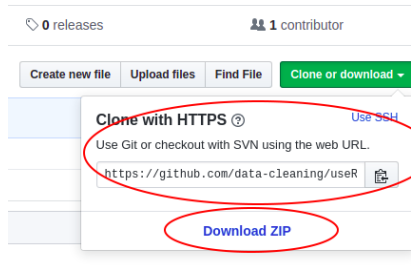 0 releases
1 contributor
Create new file
Upload files
Find File
Clone or download
Clone with HTTPS
Use SSH
Use Git or checkout with SVN using the web URL.
https://github.com/data-cleaning/useR
Download ZIP